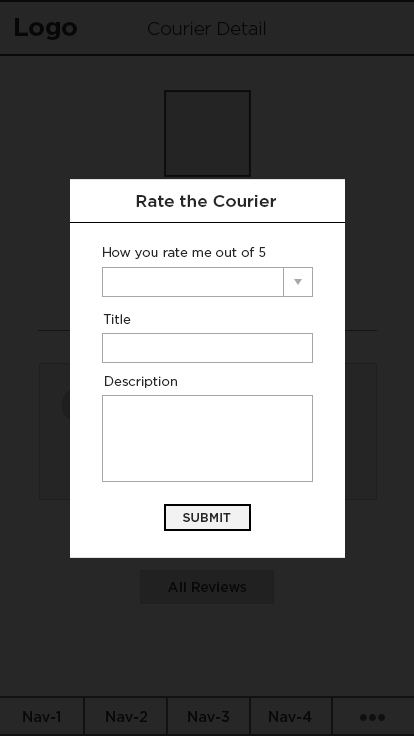 Logo
Courier Detail
Rate the Courier
How you rate me out of 5
Title
Description
SUBMIT
All Reviews
Nav-1
Nav-2
Nav-3
Nav-4